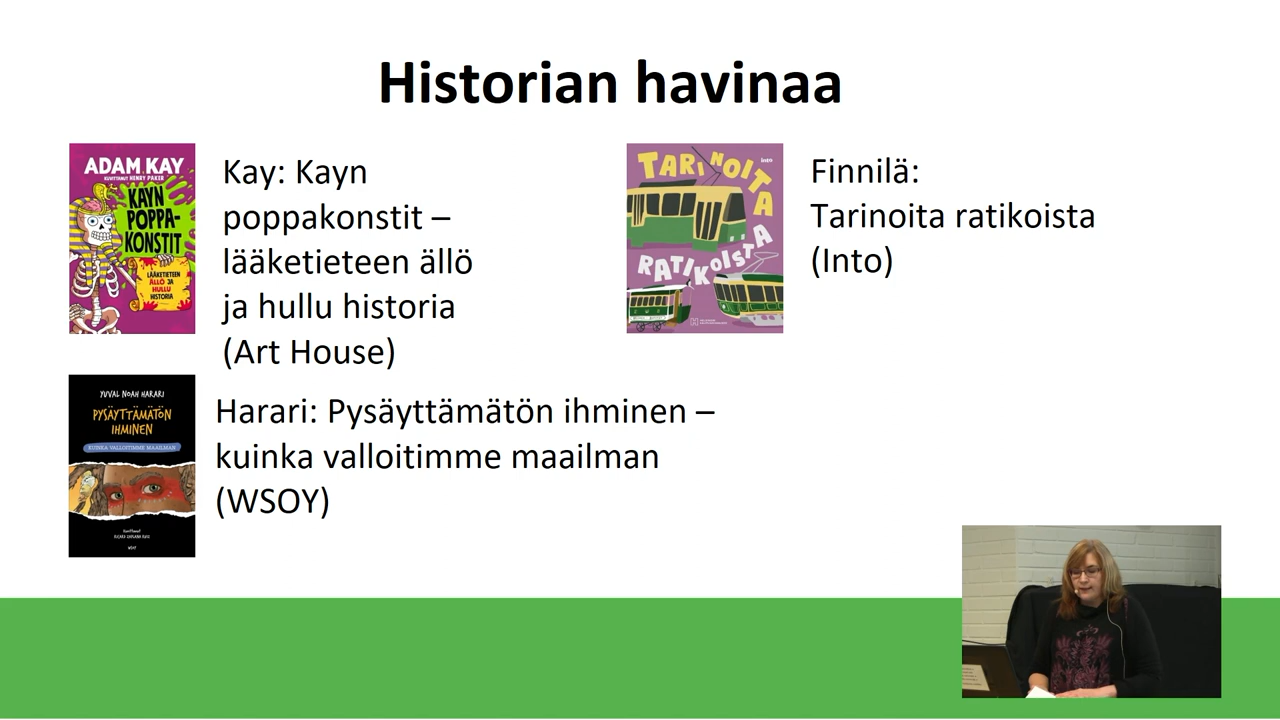 Historian havinaa
ADAM KAY
KUVITTANUT HENRY PAKER
KAYN
POPPA-
KONSTIT
LÄÄKETIETEEN
ÄLLÖ JA
HULLU
HISTORIA
Kay: Kayn
poppakonstit –
lääketieteen ällö
ja hullu historia
(Art House)
into
TARINOITA
RATIKOISTA
Finnilä:
Tarinoita ratikoista
(Into)
YUVAL NOAH HARARI
PYSÄYTTÄMÄTÖN
IHMINEN
KUINKA VALLOITIMME MAAILMAN
WSOY
Harari: Pysäyttämätön ihminen –
kuinka valloitimme maailman
(WSOY)